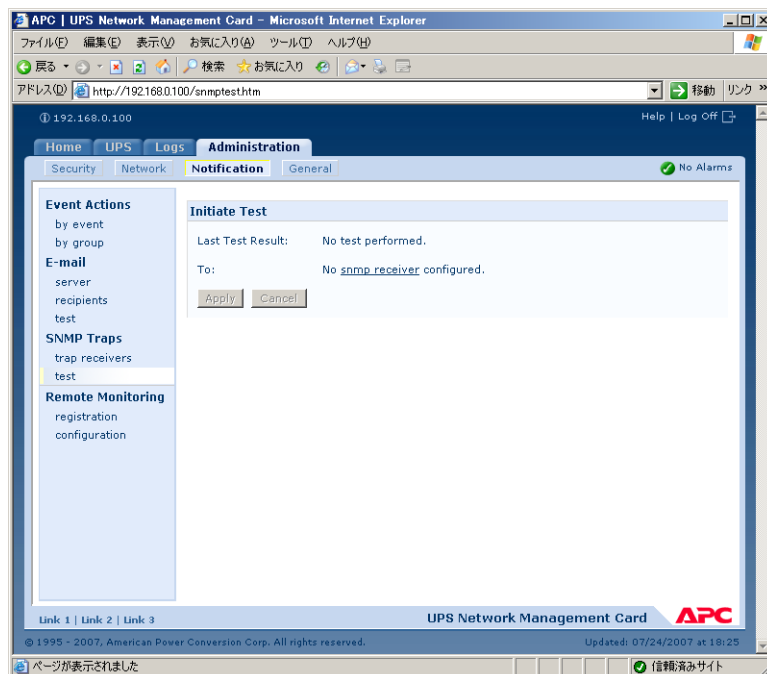 APC | UPS Network Management Card - Microsoft Internet Explorer
ファイル(F) 編集(E) 表示(V) お気に入り(A) ツール(T) ヘルプ(H)
戻る 検索 お気に入り
アドレス(D) http://192.168.0.100/snmptest.htm 移動 リンク »
192.168.0.100 Help | Log Off
Home UPS Logs Administration
Security Network Notification General No Alarms
Event Actions
by event
by group
E-mail
server
recipients
test
SNMP Traps
trap receivers
test
Remote Monitoring
registration
configuration
Initiate Test
Last Test Result: No test performed.
To: No snmp receiver configured.
Apply Cancel
Link 1 | Link 2 | Link 3 UPS Network Management Card APC
© 1995 - 2007, American Power Conversion Corp. All rights reserved. Updated: 07/24/2007 at 18:25
ページが表示されました 信頼済みサイト